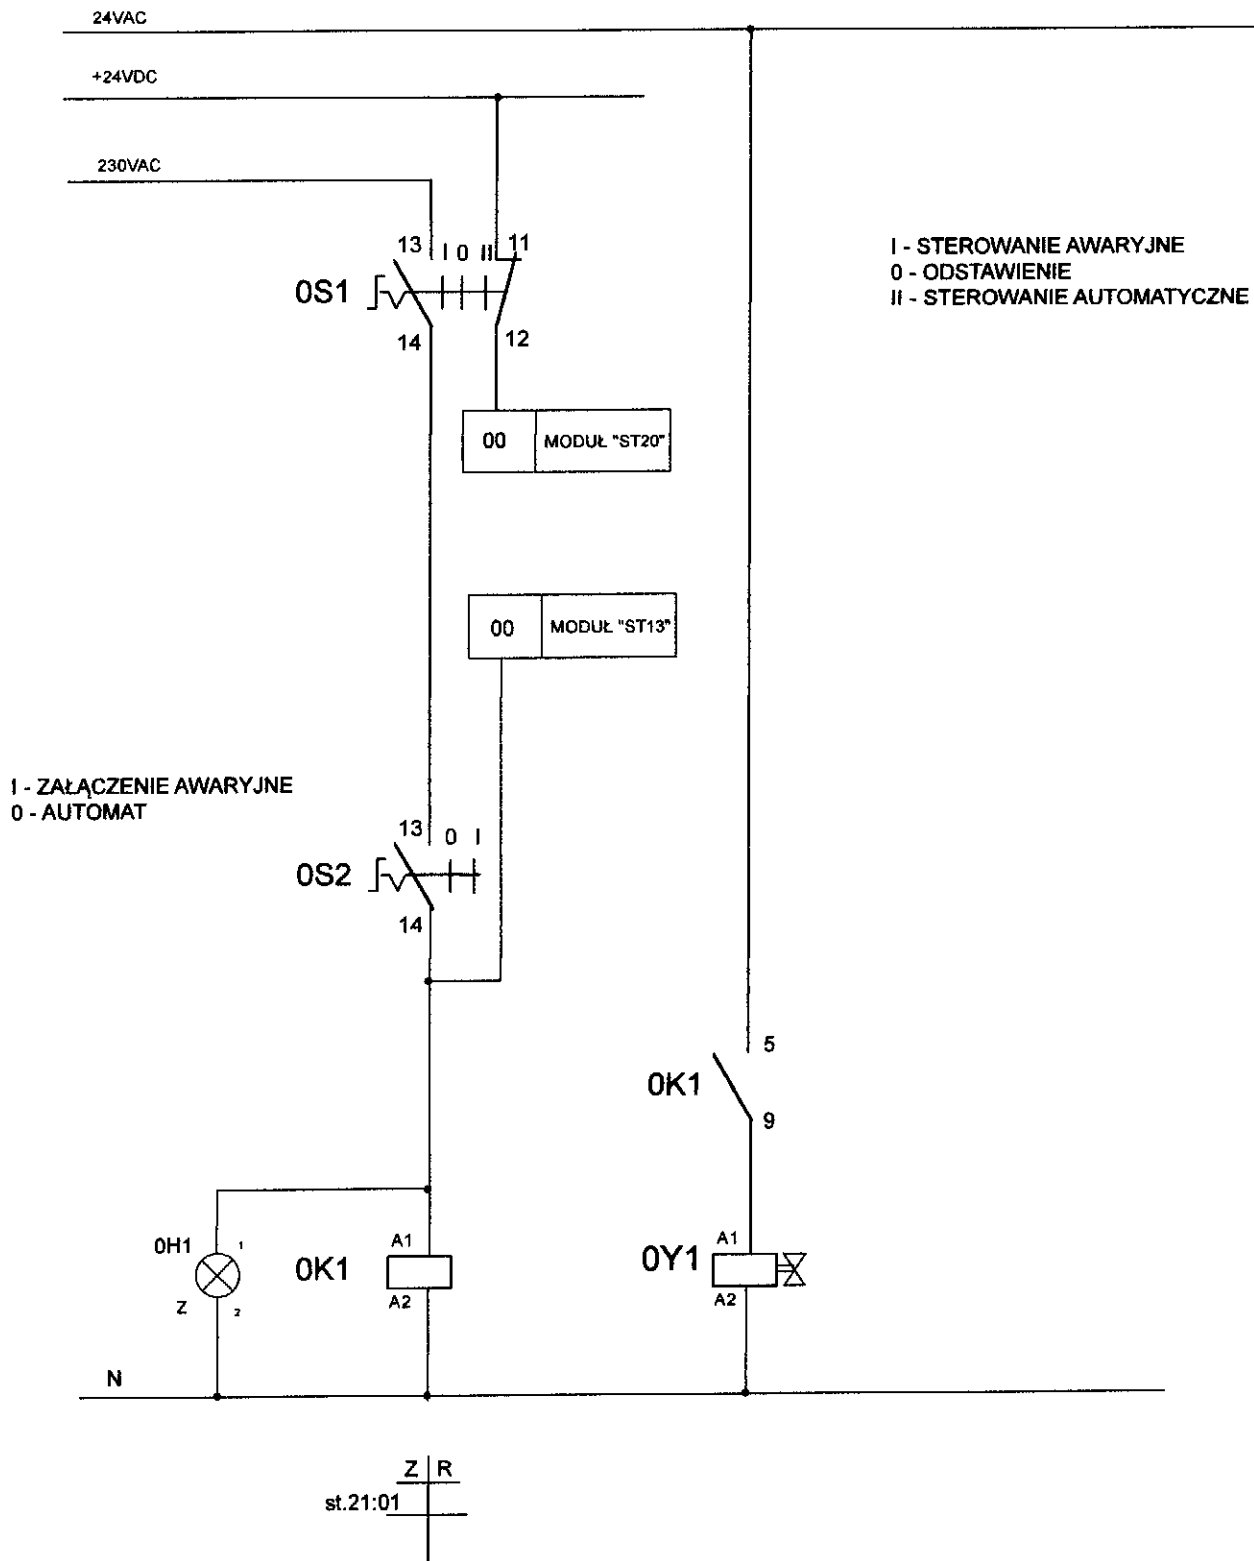 24VAC
+24VDC
230VAC
13 I 0 II 11
0S1
14 12
I - STEROWANIE AWARYJNE
0 - ODSTAWIENIE
II - STEROWANIE AUTOMATYCZNE
00 MODUŁ "ST20"
00 MODUŁ "ST13"
I - ZAŁĄCZENIE AWARYJNE
0 - AUTOMAT
13 0 I
0S2
14
5
0K1
9
0H1 1
Z 2
A1
0K1
A2
A1
0Y1
A2
N
Z R
st.21:01